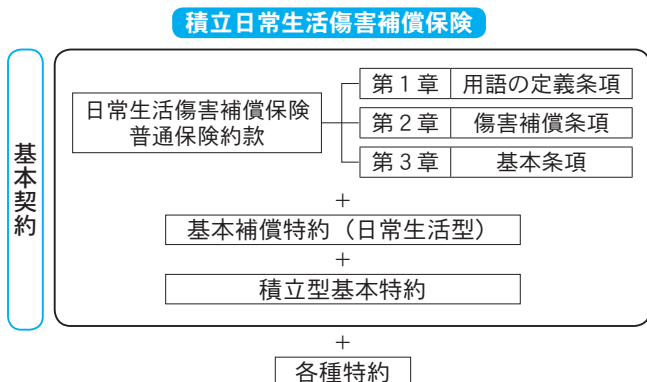 積立日常生活傷害補償保険
基本契約
日常生活傷害補償保険
普通保険約款
第1章 用語の定義条項
第2章 傷害補償条項
第3章 基本条項
+
基本補償特約（日常生活型）
+
積立型基本特約
+
各種特約